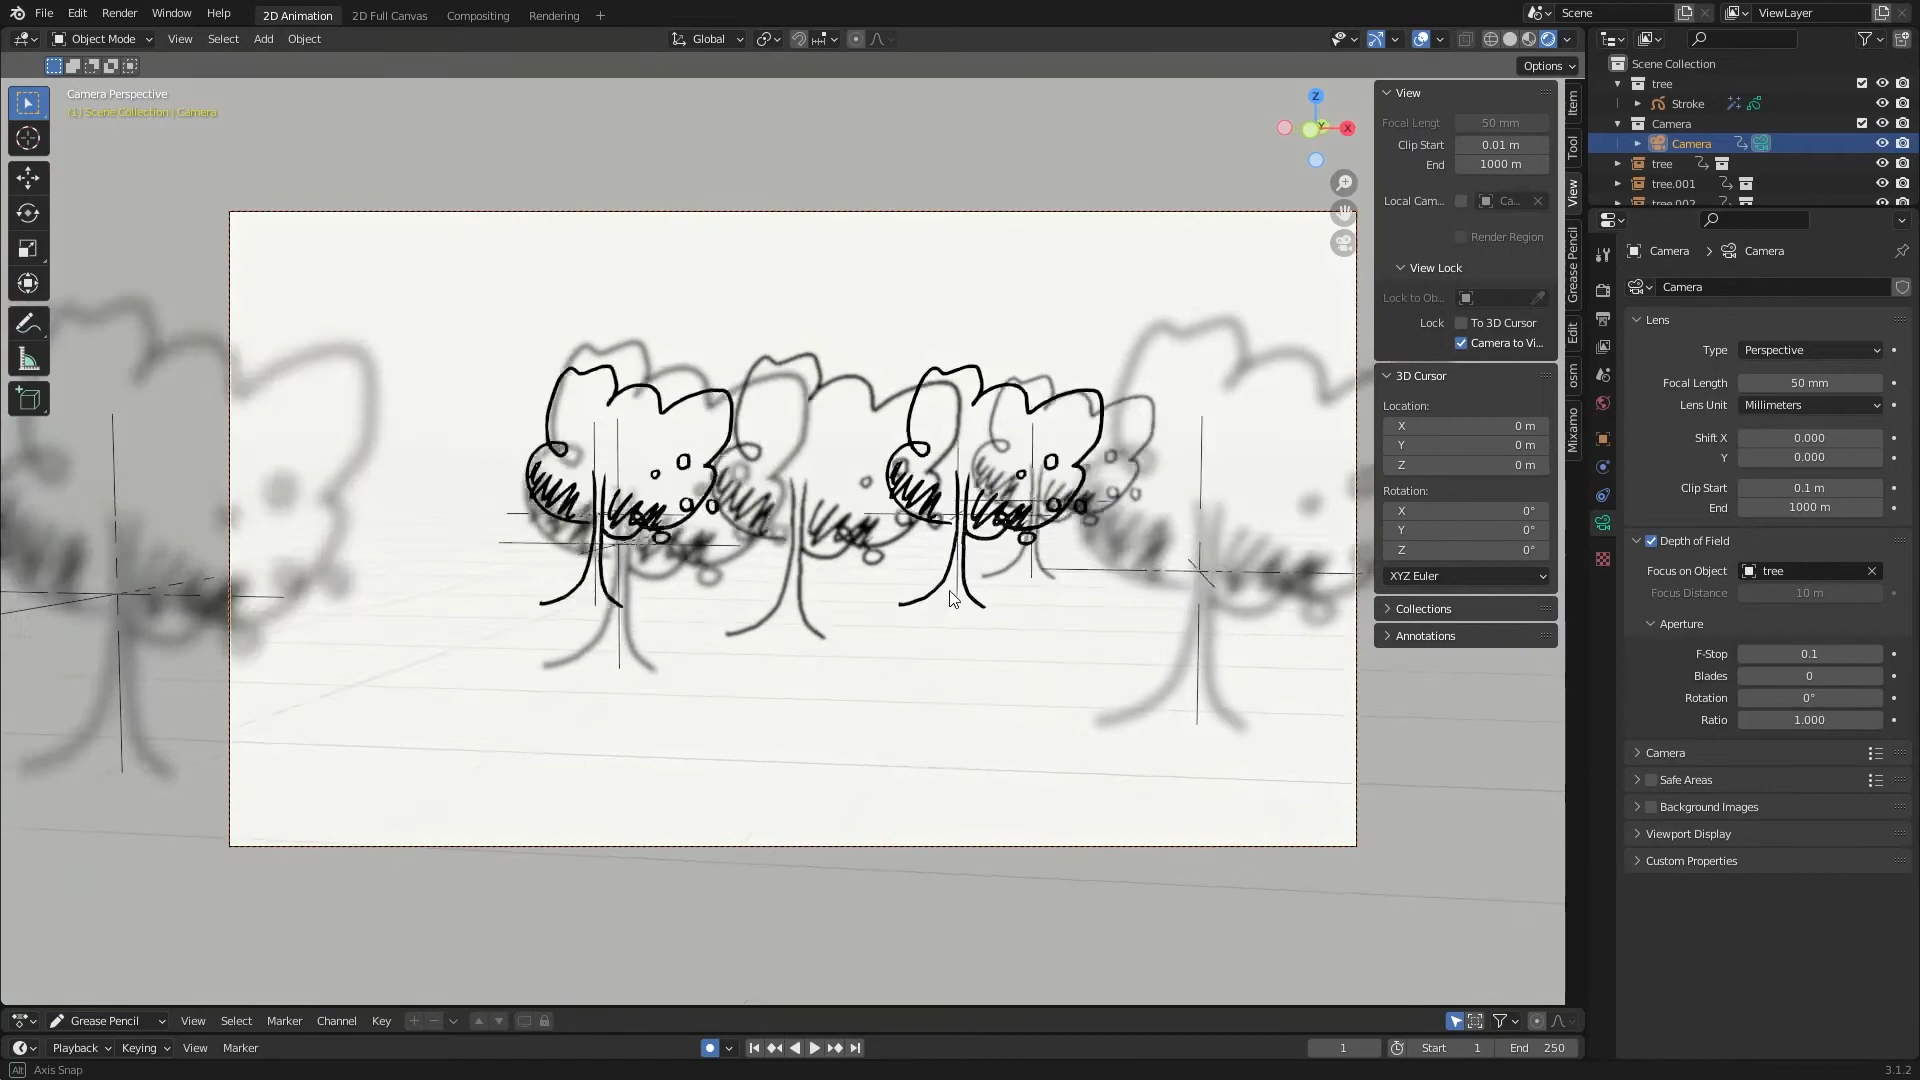 File Edit Render Window Help 2D Animation 2D Full Canvas Compositing Rendering + Scene ViewLayer
Object Mode View Select Add Object Global
Options
Camera Perspective
(1) Scene Collection | Camera
Z
Y
X
View
Focal Lengt 50 mm
Clip Start 0.01 m
End 1000 m
Local Cam... Ca...
Render Region
View Lock
Lock to Ob...
Lock To 3D Cursor
Camera to Vi...
3D Cursor
Location:
X 0 m
Y 0 m
Z 0 m
Rotation:
X 0°
Y 0°
Z 0°
XYZ Euler
Collections
Annotations
Item
Tool
View
Grease Pencil
Edit
osm
Mixamo
Scene Collection
tree
Stroke
Camera
Camera
tree
tree.001
tree.002
Camera > Camera
Camera
Lens
Type Perspective
Focal Length 50 mm
Lens Unit Millimeters
Shift X 0.000
Y 0.000
Clip Start 0.1 m
End 1000 m
Depth of Field
Focus on Object tree
Focus Distance 10 m
Aperture
F-Stop 0.1
Blades 0
Rotation 0°
Ratio 1.000
Camera
Safe Areas
Background Images
Viewport Display
Custom Properties
Grease Pencil View Select Marker Channel Key
Playback Keying View Marker 1 Start 1 End 250
Alt Axis Snap 3.1.2